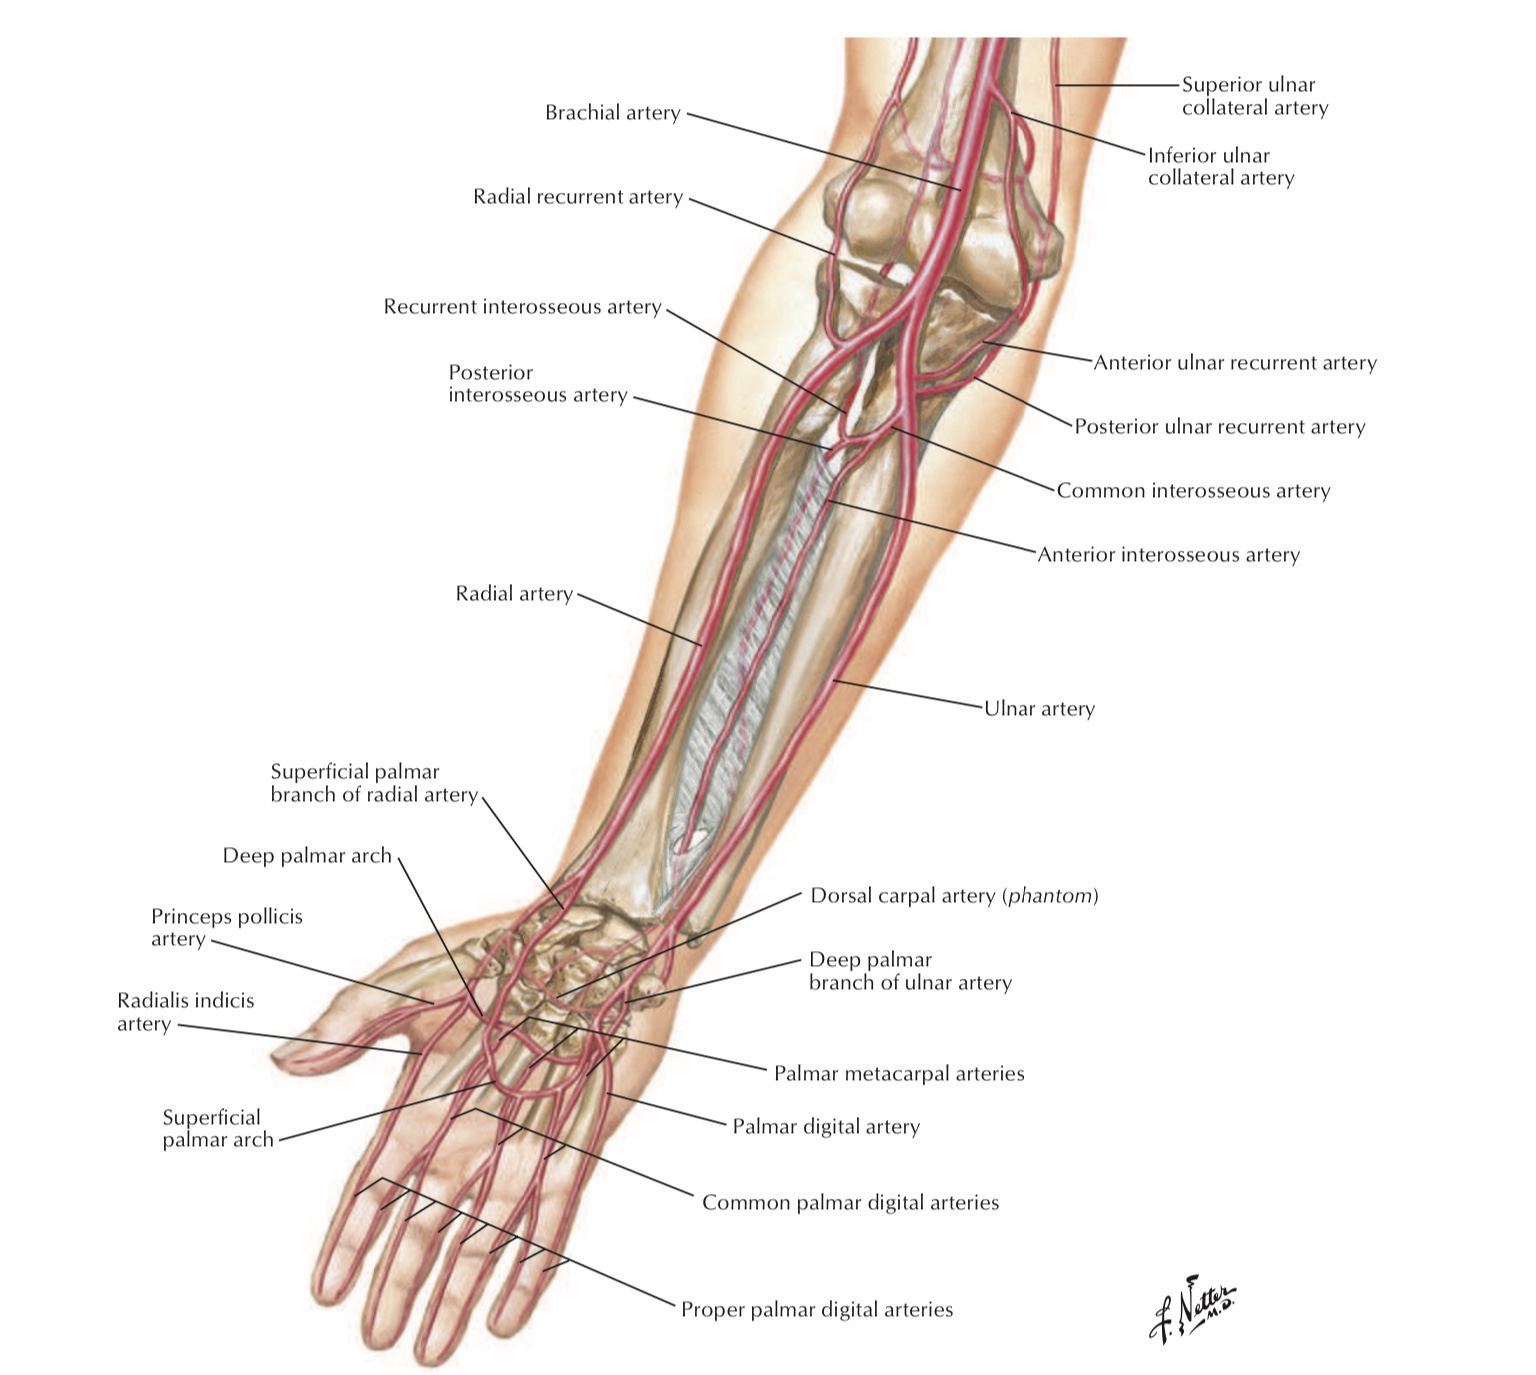 Superior ulnar
collateral artery
Brachial artery
Inferior ulnar
collateral artery
Radial recurrent artery
Recurrent interosseous artery
Anterior ulnar recurrent artery
Posterior
interosseous artery
Posterior ulnar recurrent artery
Common interosseous artery
Anterior interosseous artery
Radial artery
Ulnar artery
Superficial palmar
branch of radial artery
Deep palmar arch
Dorsal carpal artery (phantom)
Princeps pollicis
artery
Deep palmar
branch of ulnar artery
Radialis indicis
artery
Palmar metacarpal arteries
Superficial
palmar arch
Palmar digital artery
Common palmar digital arteries
Proper palmar digital arteries
F. Netter
M.D.